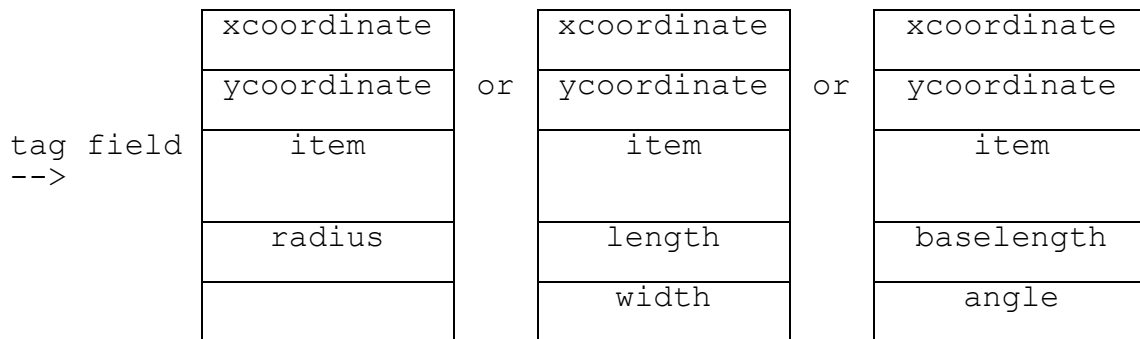 xcoordinate xcoordinate xcoordinate
ycoordinate or ycoordinate or ycoordinate
tag field item item item
-->
radius length baselength
width angle